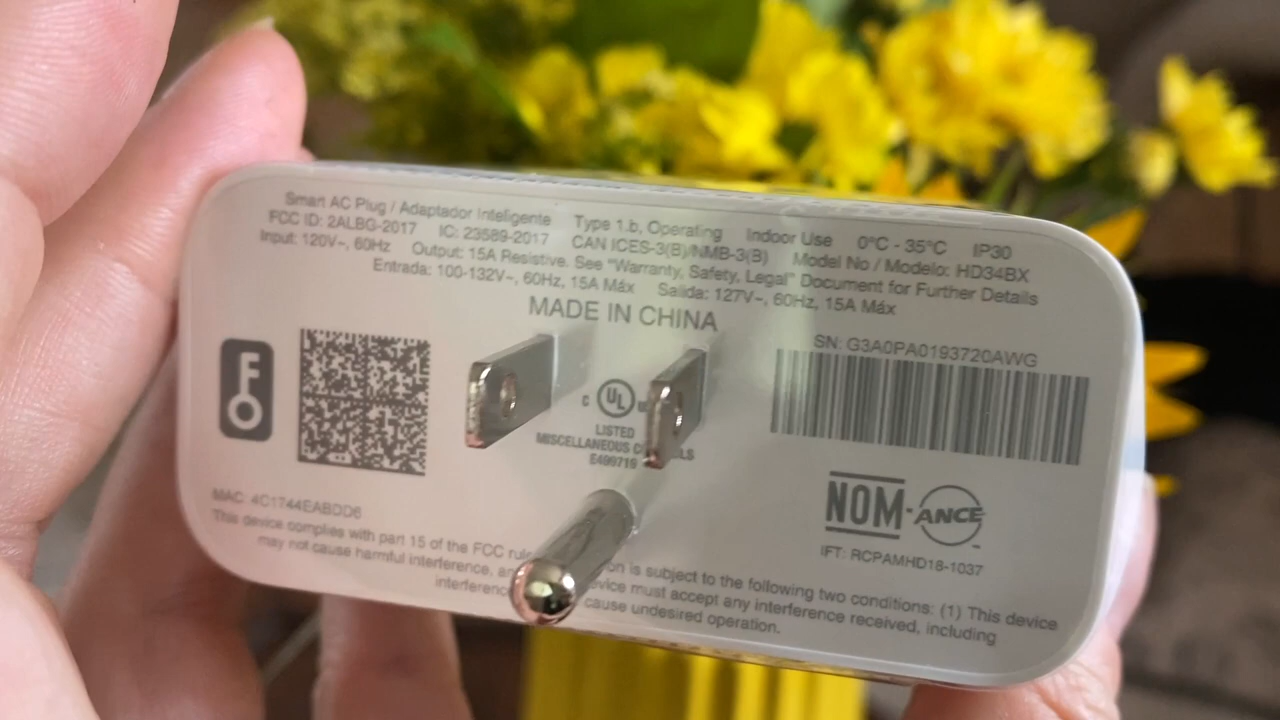 Smart AC Plug / Adaptador Inteligente Type 1.b, Operating Indoor Use 0°C - 35°C IP30
FCC ID: 2ALBG-2017 IC: 23589-2017 CAN ICES-3(B)/NMB-3(B) Model No / Modelo: HD34BX
Input: 120V~, 60Hz Output: 15A Resistive. See "Warranty, Safety, Legal" Document for Further Details
Entrada: 100-132V~, 60Hz, 15A Máx Salida: 127V~, 60Hz, 15A Máx
MADE IN CHINA
SN: G3A0PA0193720AWG
C UL
LISTED
MISCELLANEOUS
E499719
NOM-ANCE
IFT: RCPAMHD18-1037
MAC: 4C1744EABDD6
This device complies with part 15 of the FCC is subject to the following two conditions: (1) This device
may not cause harmful interference, must accept any interference received, including
cause undesired operation.